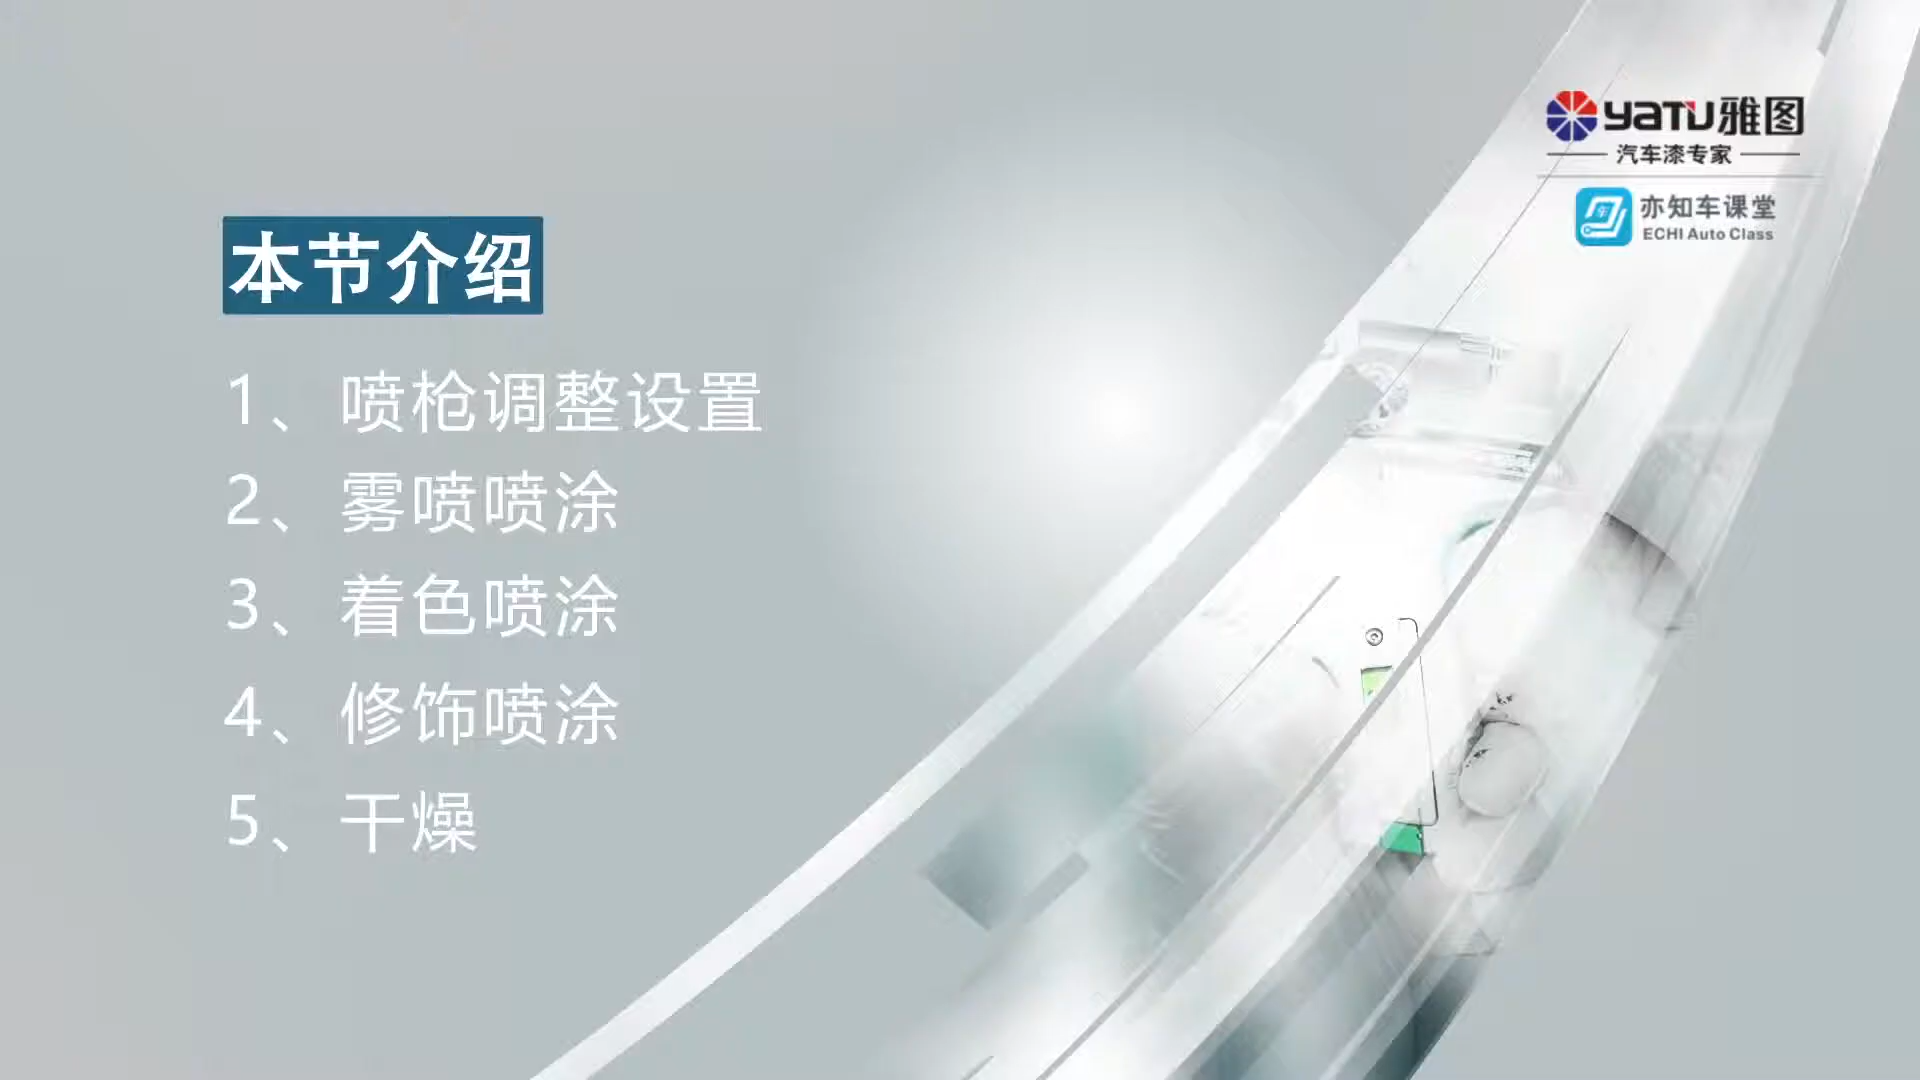 yaTU雅图
汽车漆专家
亦知车课堂
ECHI Auto Class
本节介绍
1、喷枪调整设置
2、雾喷喷涂
3、着色喷涂
4、修饰喷涂
5、干燥